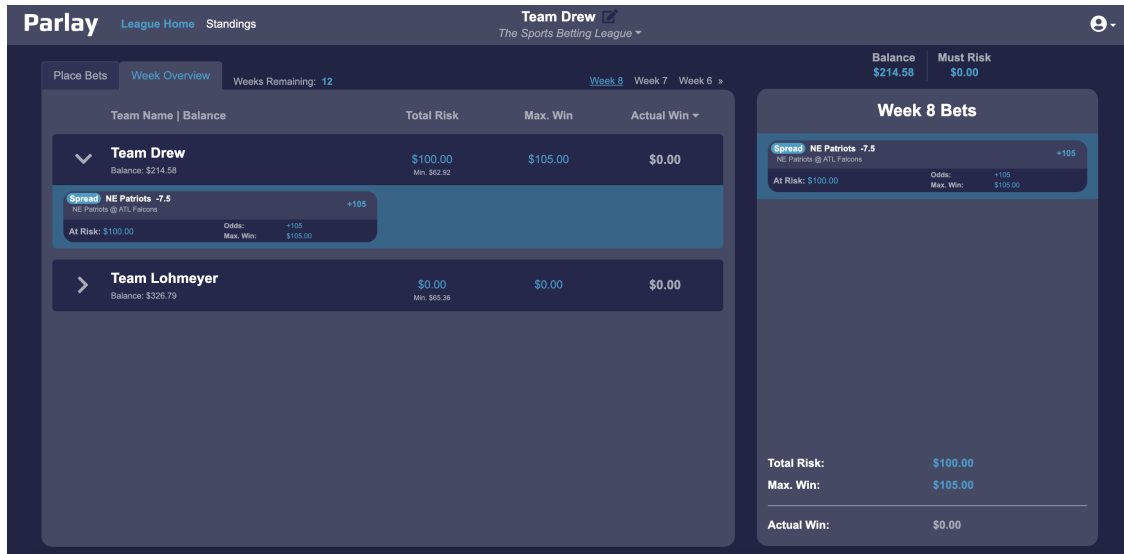 Parlay League Home Standings Team Drew
The Sports Betting League
Place Bets Week Overview Weeks Remaining: 12 Week 8 Week 7 Week 6 »
Balance Must Risk
$214.58 $0.00
Team Name | Balance Total Risk Max. Win Actual Win
Team Drew $100.00 $105.00 $0.00
Balance: $214.58 Min. $62.92
Spread NE Patriots -7.5 +105
NE Patriots @ ATL Falcons
At Risk: $100.00 Odds: +105
Max. Win: $105.00
Team Lohmeyer $0.00 $0.00 $0.00
Balance: $326.79 Min. $65.36
Week 8 Bets
Spread NE Patriots -7.5 +105
NE Patriots @ ATL Falcons
At Risk: $100.00 Odds: +105
Max. Win: $105.00
Total Risk: $100.00
Max. Win: $105.00
Actual Win: $0.00